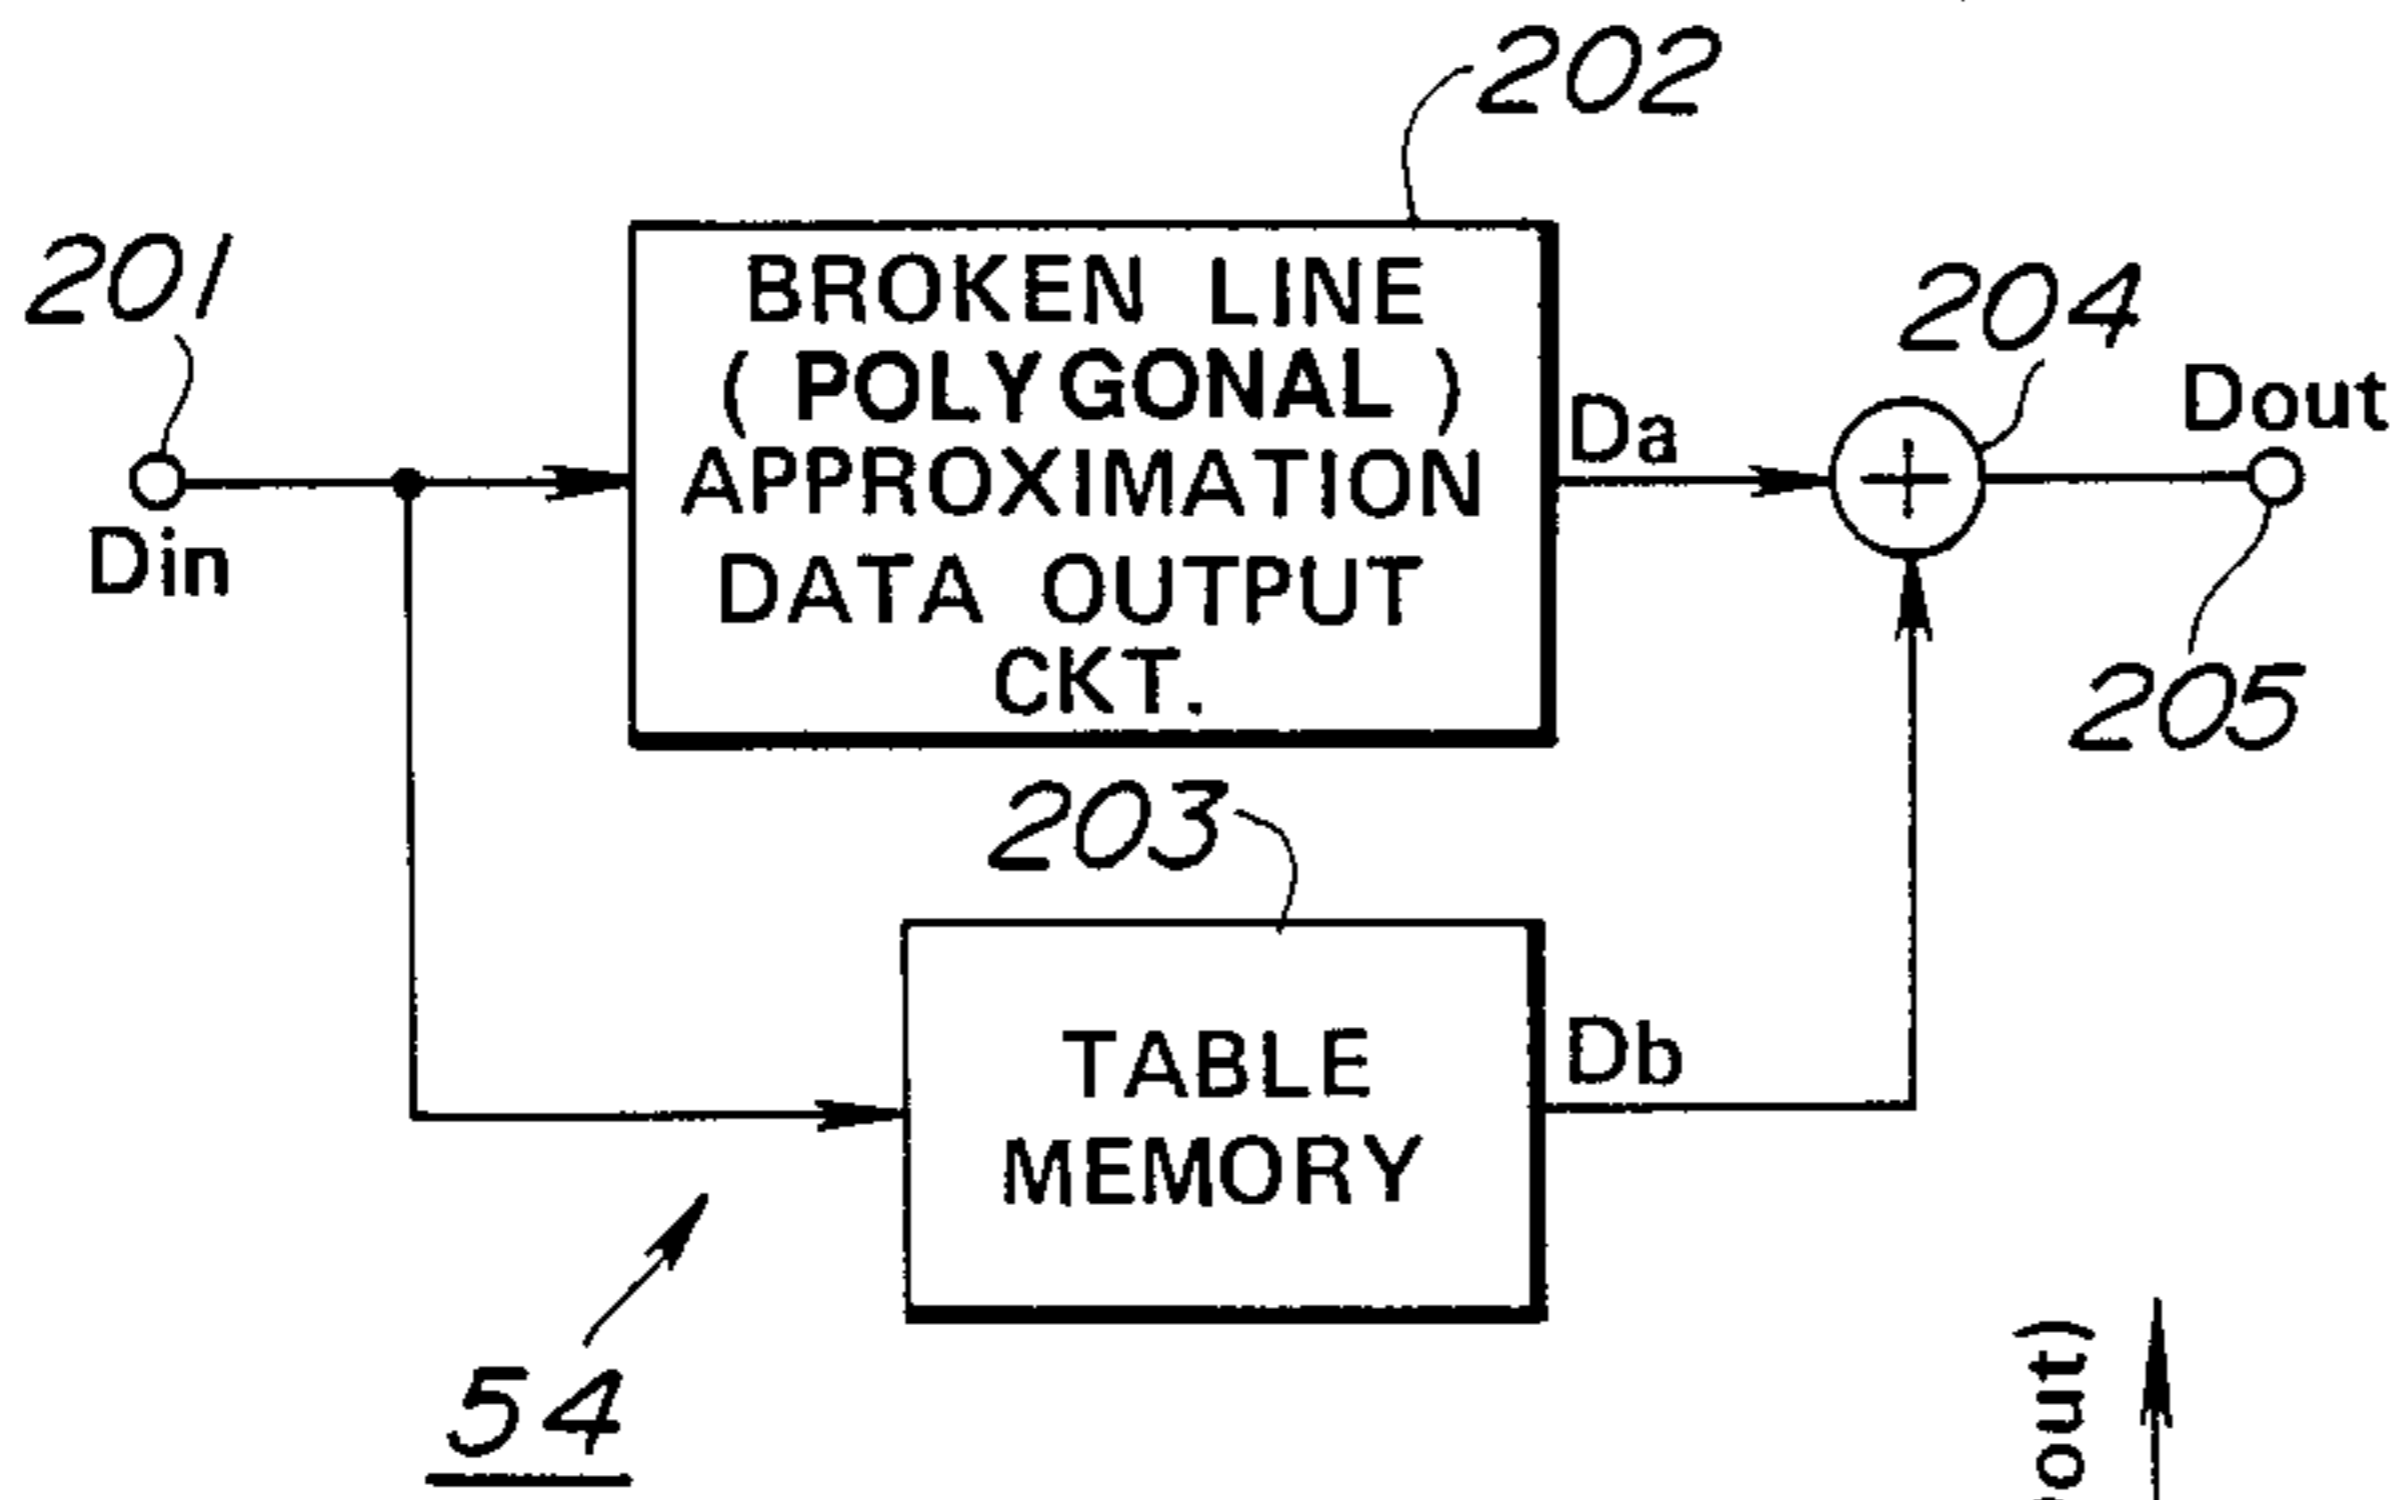 202
201
BROKEN LINE
( POLYGONAL )
APPROXIMATION
DATA OUTPUT
CKT.
Din
Da
204
Dout
205
203
TABLE
MEMORY
Db
54
out)